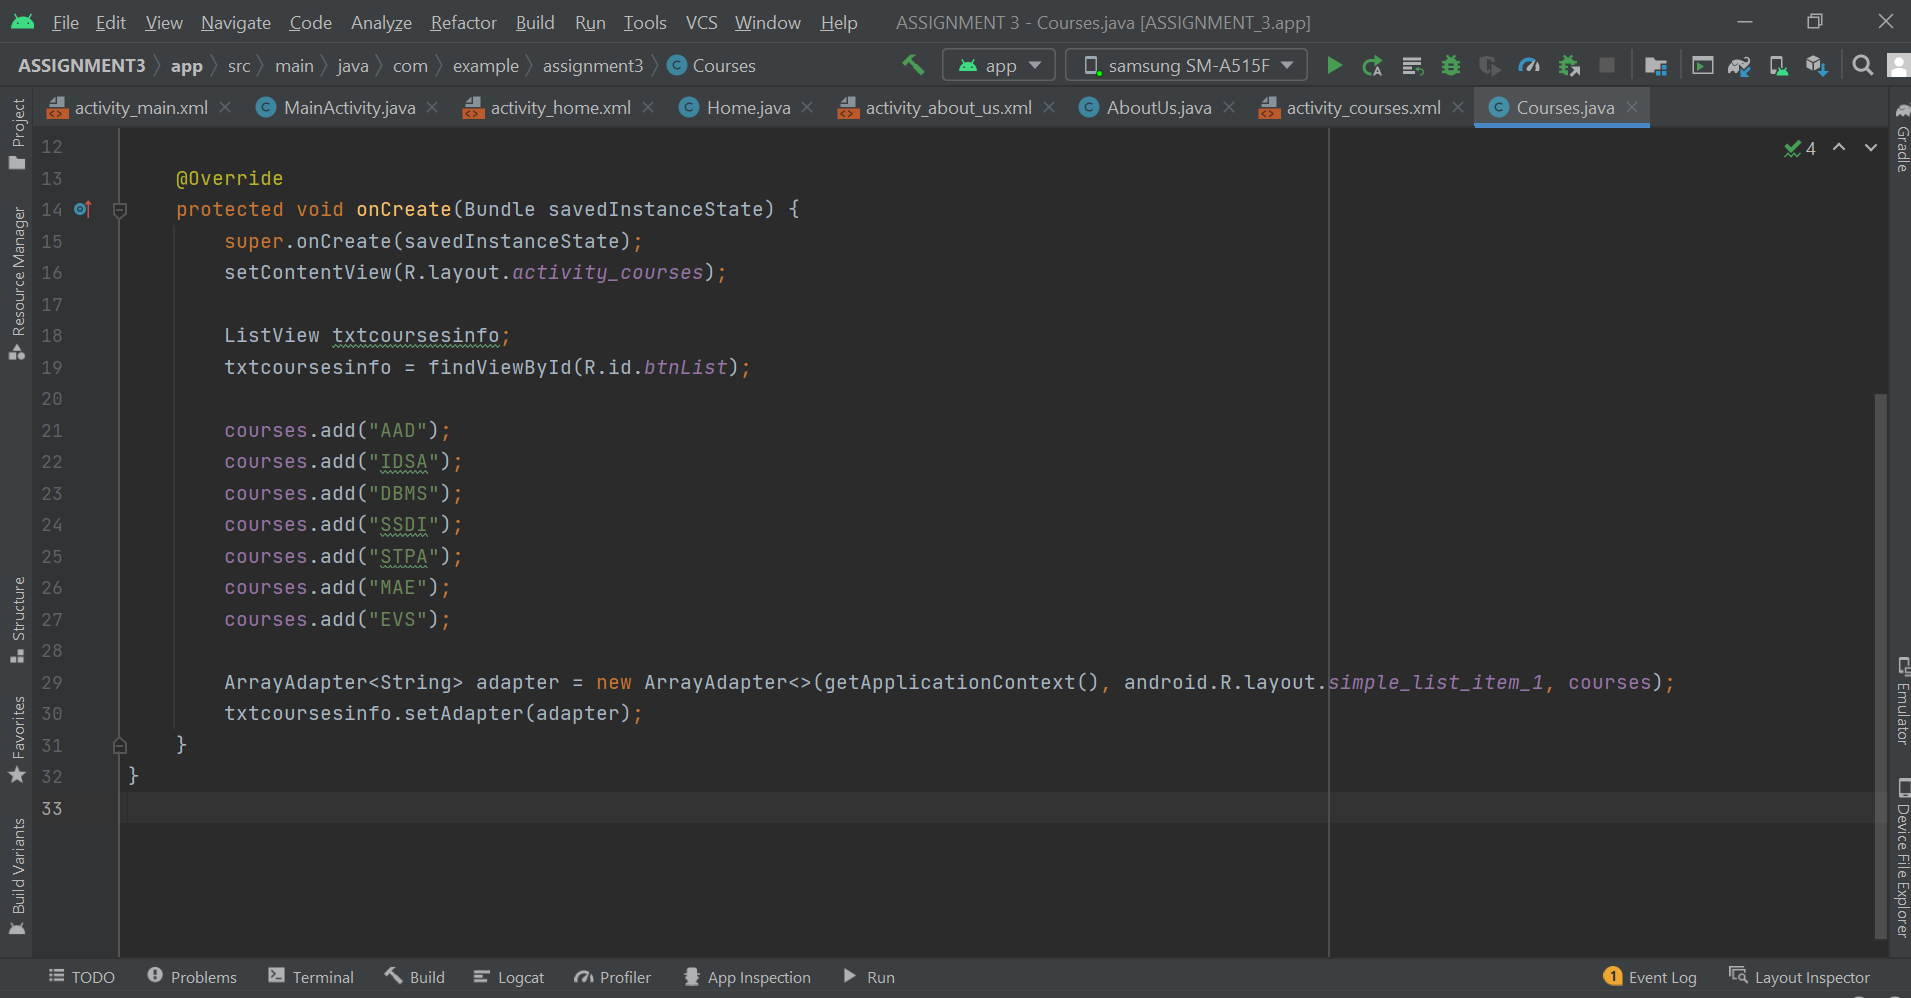 File Edit View Navigate Code Analyze Refactor Build Run Tools VCS Window Help ASSIGNMENT 3 - Courses.java [ASSIGNMENT_3.app]
ASSIGNMENT3 app src main java com example assignment3 Courses app samsung SM-A515F
activity_main.xml MainActivity.java activity_home.xml Home.java activity_about_us.xml AboutUs.java activity_courses.xml Courses.java
Project
Resource Manager
Structure
Favorites
Build Variants
12
13 @Override
14 protected void onCreate(Bundle savedInstanceState) {
15 super.onCreate(savedInstanceState);
16 setContentView(R.layout.activity_courses);
17
18 ListView txtcoursesinfo;
19 txtcoursesinfo = findViewById(R.id.btnList);
20
21 courses.add("AAD");
22 courses.add("IDSA");
23 courses.add("DBMS");
24 courses.add("SSDI");
25 courses.add("STPA");
26 courses.add("MAE");
27 courses.add("EVS");
28
29 ArrayAdapter<String> adapter = new ArrayAdapter<>(getApplicationContext(), android.R.layout.simple_list_item_1, courses);
30 txtcoursesinfo.setAdapter(adapter);
31 }
32 }
33
4
Gradle
Emulator
Device File Explorer
TODO Problems Terminal Build Logcat Profiler App Inspection Run 1 Event Log Layout Inspector